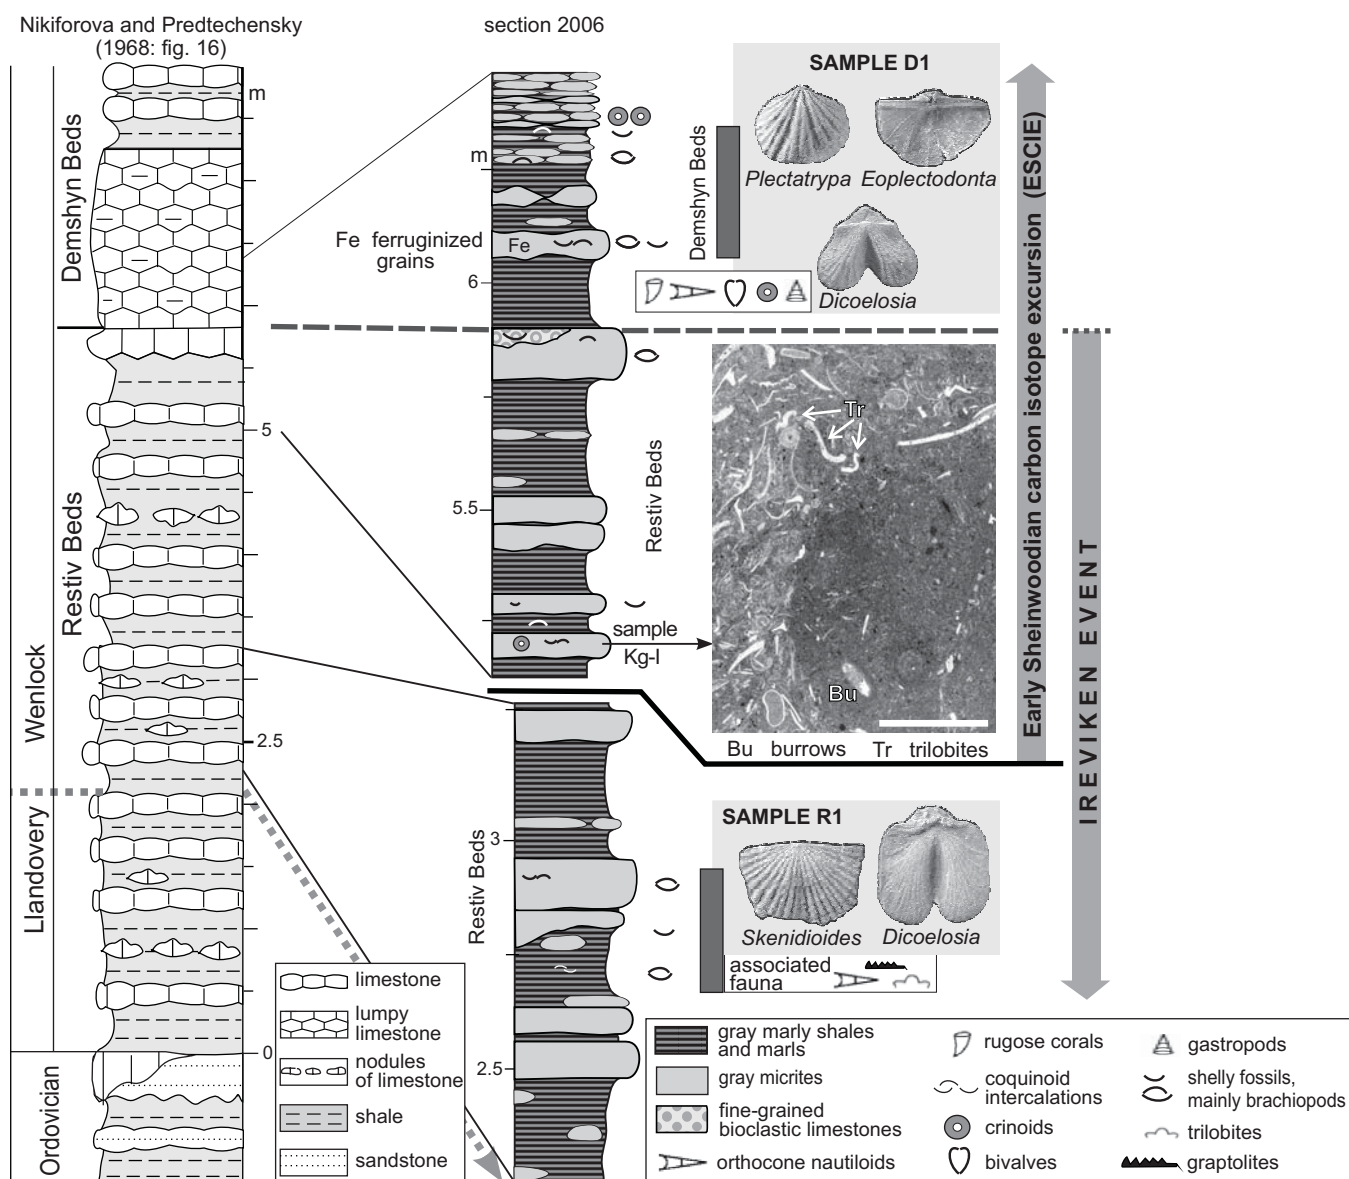 Nikiforova and Predtechensky
(1968: fig. 16)
section 2006
Demshyn Beds
Restiv Beds
Wenlock
Llandovery
Ordovician
m
5
2.5
0
limestone
lumpy
limestone
nodules
of limestone
shale
sandstone
Fe ferruginized
grains
m
Fe
6
5.5
3
2.5
Restiv Beds
Restiv Beds
Demshyn Beds
sample
Kg-I
SAMPLE D1
Plectatrypa Eoplectodonta
Dicoelosia
Tr
Bu
Bu burrows Tr trilobites
SAMPLE R1
Skenidioides Dicoelosia
associated
fauna
Early Sheinwoodian carbon isotope excursion (ESCIE)
IREVIKEN EVENT
gray marly shales
and marls
gray micrites
fine-grained
bioclastic limestones
orthocone nautiloids
rugose corals
coquinoid
intercalations
crinoids
bivalves
gastropods
shelly fossils,
mainly brachiopods
trilobites
graptolites